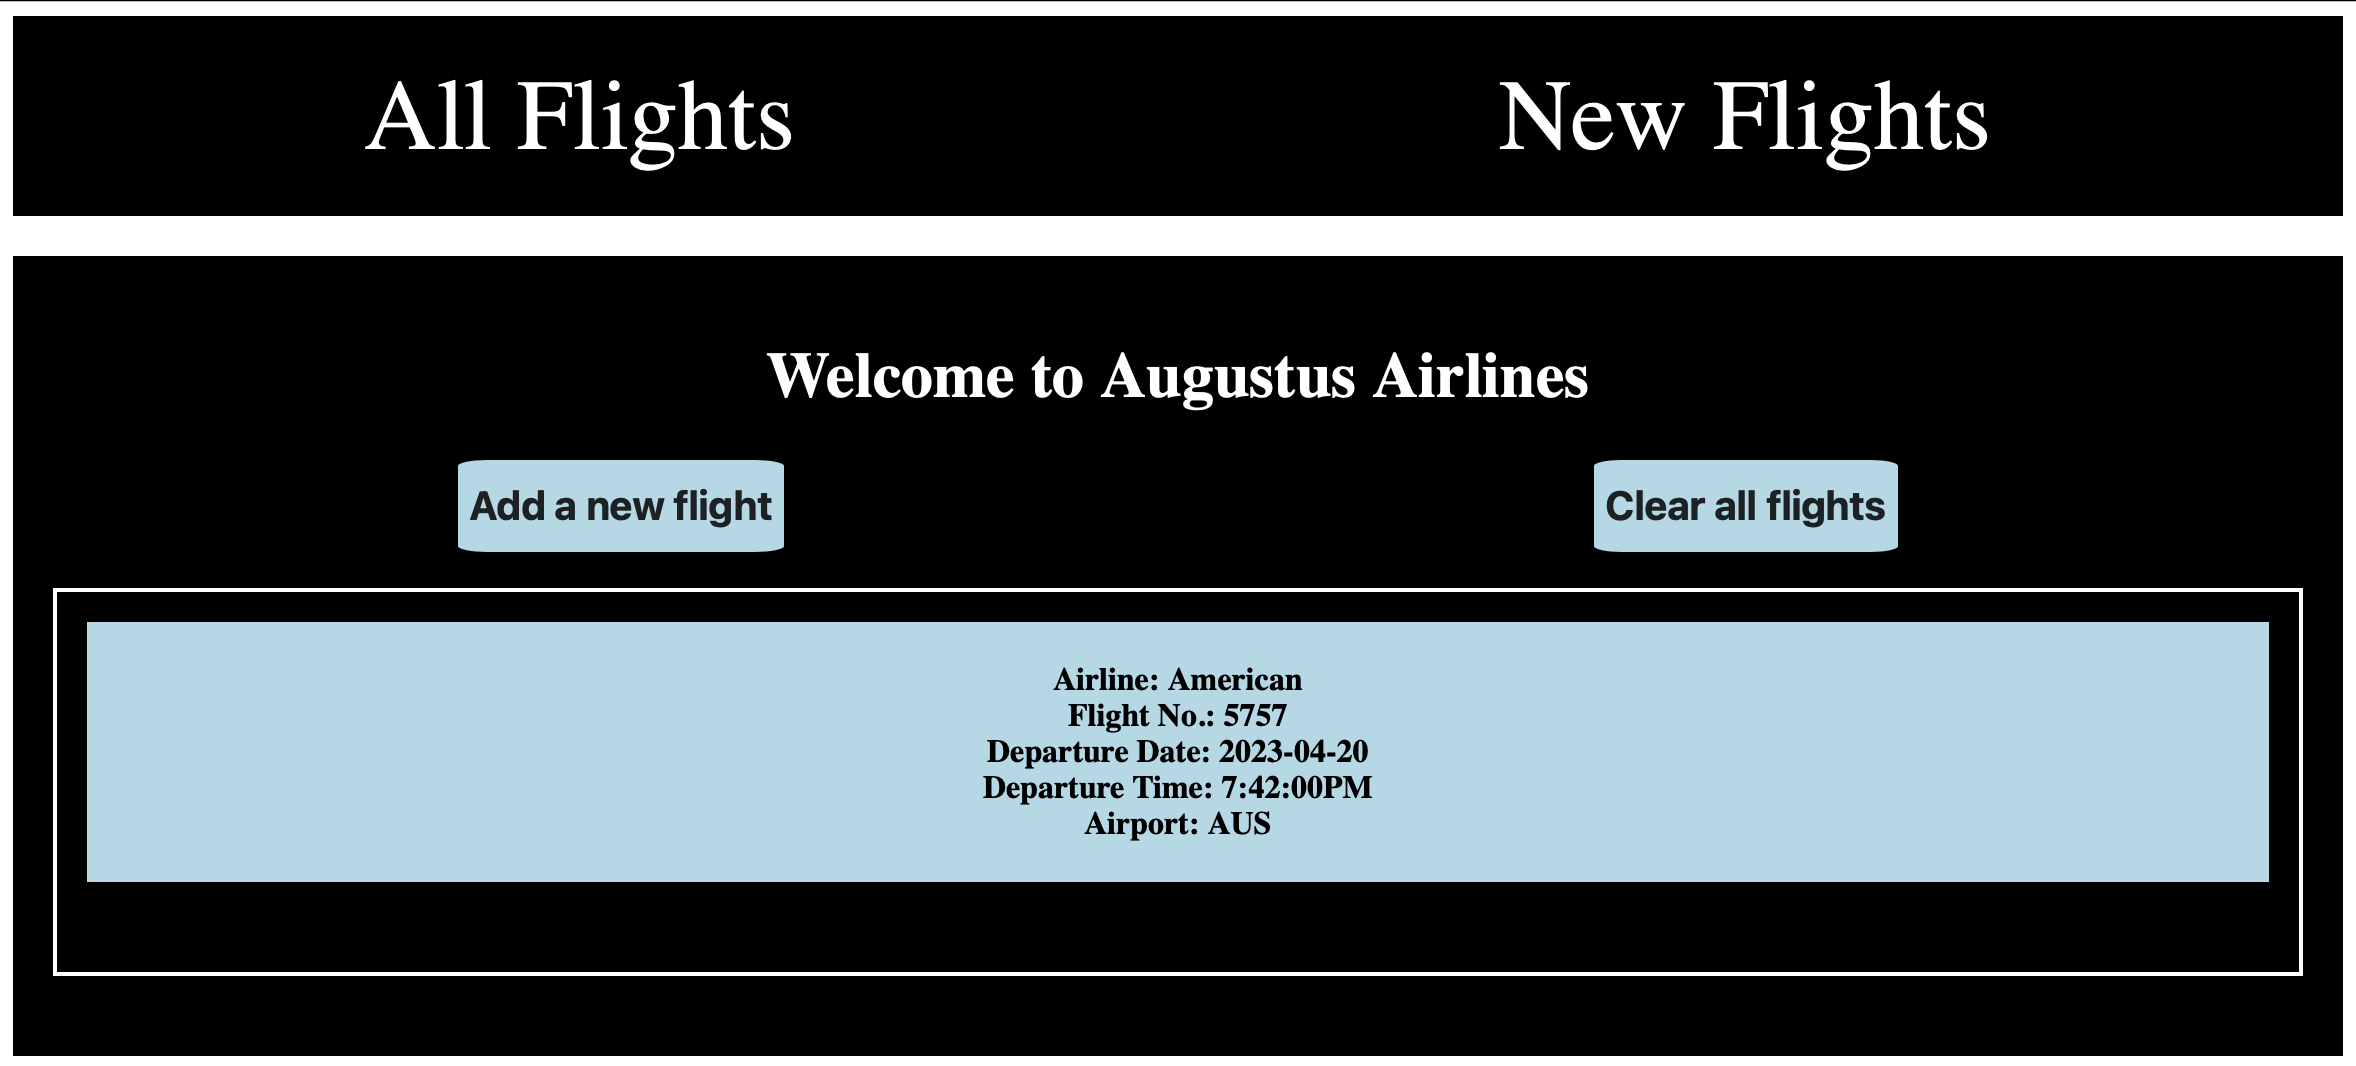 All Flights New Flights
Welcome to Augustus Airlines
Add a new flight Clear all flights
Airline: American
Flight No.: 5757
Departure Date: 2023-04-20
Departure Time: 7:42:00PM
Airport: AUS